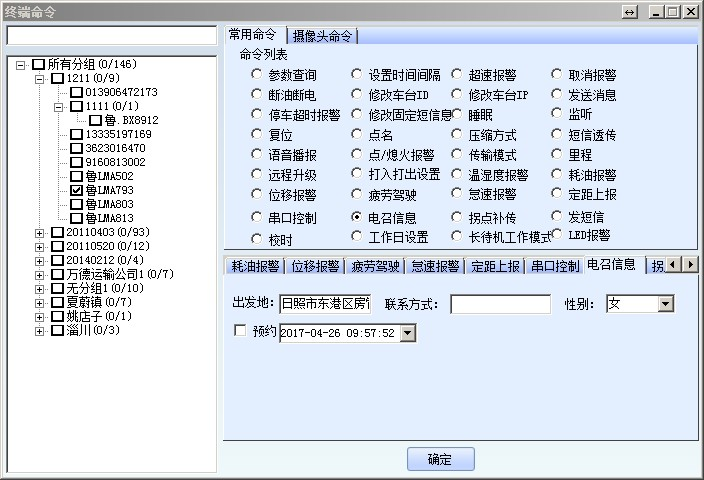 终端命令
常用命令 摄像头命令
命令列表
参数查询 设置时间间隔 超速报警 取消报警
断油断电 修改车台ID 修改车台IP 发送消息
停车超时报警 修改固定短信息 睡眠 监听
复位 点名 压缩方式 短信透传
语音播报 点/熄火报警 传输模式 里程
远程升级 打入打出设置 温湿度报警 耗油报警
位移报警 疲劳驾驶 怠速报警 定距上报
串口控制 电召信息 拐点补传 发短信
校时 工作日设置 长待机工作模式 LED报警
所有分组(0/146)
1211(0/9)
013906472173
1111(0/1)
鲁.BX8912
13335197169
3623016470
9160813002
鲁LMA502
鲁LMA793
鲁LMA803
鲁LMA813
20110403(0/93)
20110520(0/12)
20140212(0/4)
万德运输公司1(0/7)
无分组1(0/10)
夏蔚镇(0/7)
姚店子(0/1)
淄川(0/3)
耗油报警 位移报警 疲劳驾驶 怠速报警 定距上报 串口控制 电召信息 拐
出发地: 日照市东港区房 联系方式: 性别: 女
预约 2017-04-26 09:57:52
确定